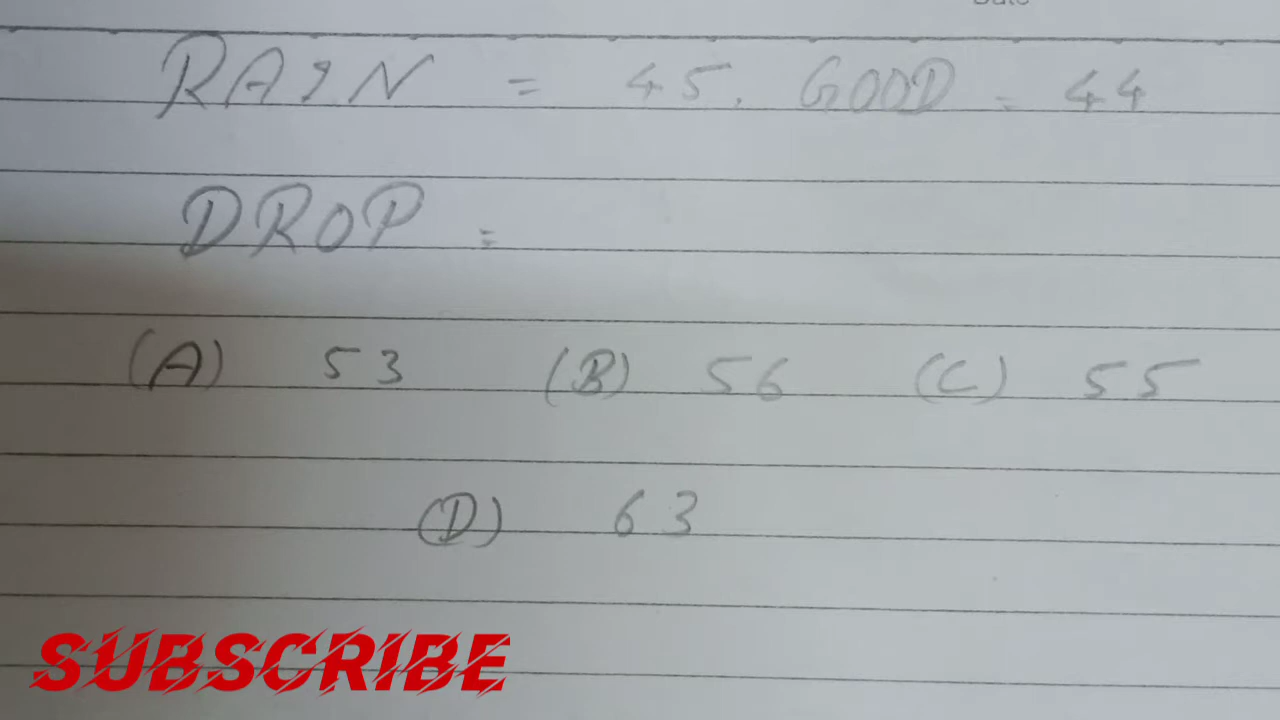 RAIN = 45. GOOD = 44
DROP =
(A) 53 (B) 56 (C) 55
(D) 63
SUBSCRIBE